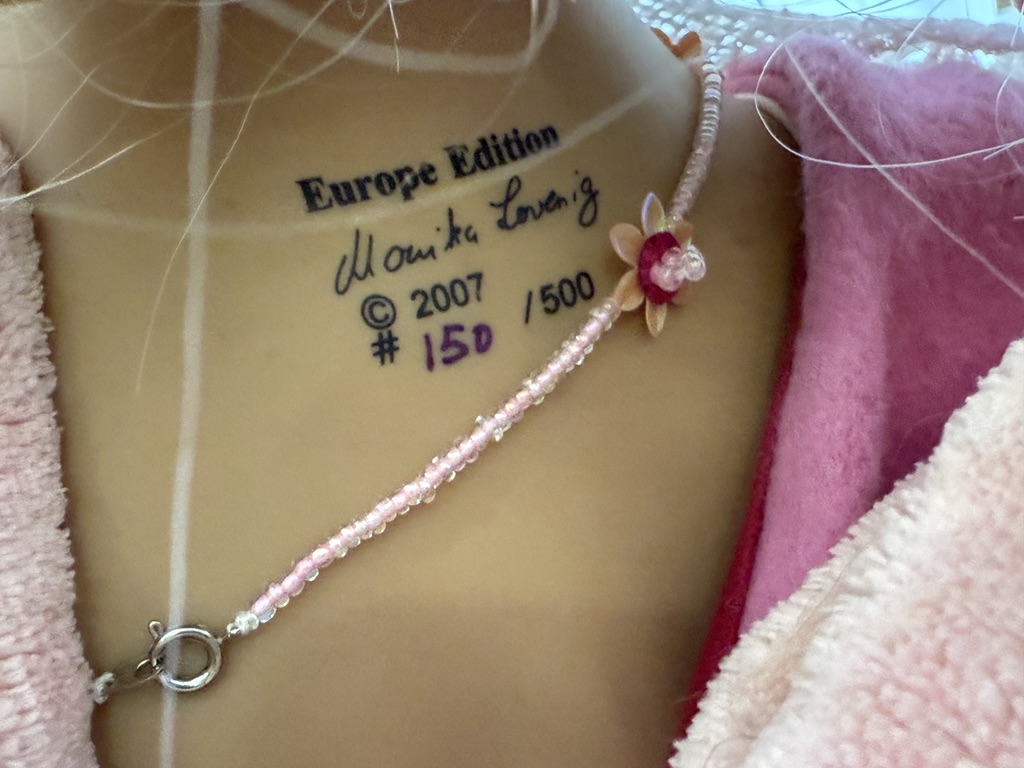 Europe Edition
Monika Levenig
© 2007 /500
# 150